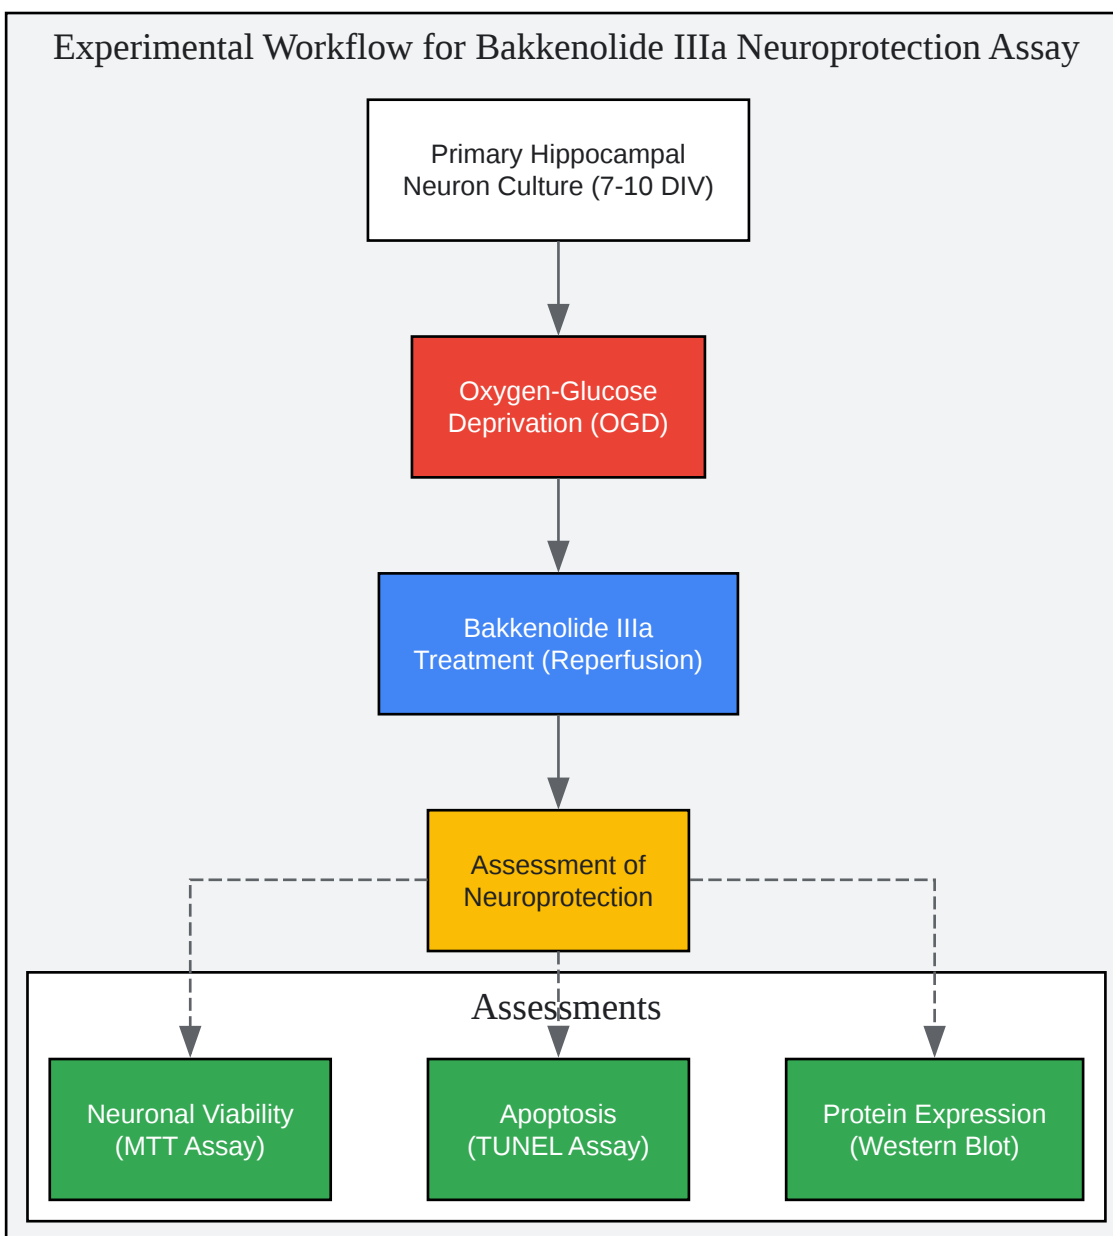 Experimental Workflow for Bakkenolide IIIa Neuroprotection Assay
Primary Hippocampal
Neuron Culture (7-10 DIV)
Oxygen-Glucose
Deprivation (OGD)
Bakkenolide IIIa
Treatment (Reperfusion)
Assessment of
Neuroprotection
Assessments
Neuronal Viability
(MTT Assay)
Apoptosis
(TUNEL Assay)
Protein Expression
(Western Blot)